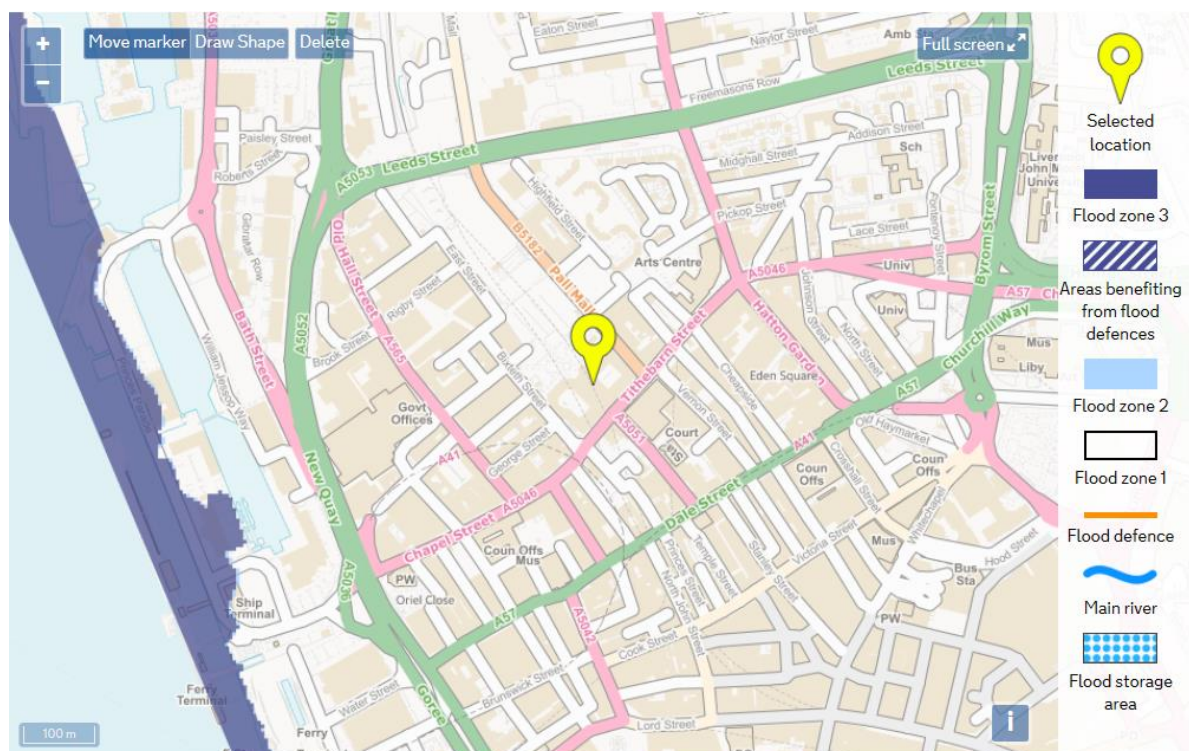 +
−
Move marker
Draw Shape
Delete
Full screen
Mall
Eaton Street
Naylor Street
Amb Sta
Leeds Street
Freemasons Row
Paisley Street
Roberts Street
A5053
Leeds Street
Addison Street
Sch
Midghall Street
Highfield Street
Gibraltar Row
Old Hall Street
B5182
Pall Mall
Pickop Street
Lace Street
Fontenoy Street
Byrom Street
East Street
Rigby Street
Arts Centre
A5046
Univ
A57
A5052
Bath Street
William Jessop Way
Brook Street
A565
Johnson Street
Hatton Gard
North Street
Univ
Churchill Way
Mus
Liby
Tithebarn Street
Cheapside
Eden Square
A57
Govt
Offices
Vernon Street
Old Haymarket
A5051
Court
A41
George Street
A41
Coun
Offs
Coun
Offs
Crosshall Street
New Quay
Chapel Street
A5046
Dale Street
Whitechapel
Victoria Street
Mus
Hood Street
Coun Offs
Mus
Bus
Sta
A5036
PW
Oriel Close
Princes Street
Temple Street
Stanley Street
North John Street
Ship
Terminal
A57
A5042
PW
Cook Street
Ferry
Terminal
Goree
Brunswick Street
Water Street
Lord Street
Ferry
100 m
i
Selected
location
Flood zone 3
Areas benefiting
from flood
defences
Flood zone 2
Flood zone 1
Flood defence
Main river
Flood storage
area